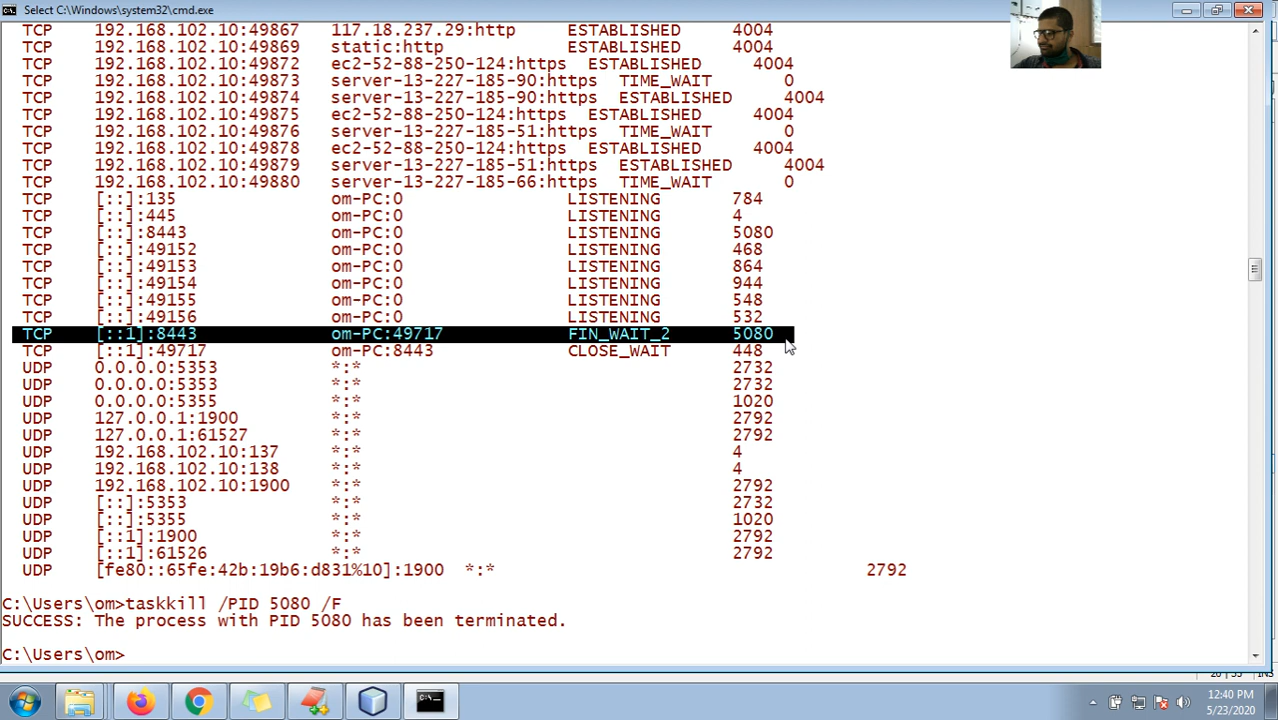 Select C:\Windows\system32\cmd.exe
TCP 192.168.102.10:49867 117.18.237.29:http ESTABLISHED 4004
TCP 192.168.102.10:49869 static:http ESTABLISHED 4004
TCP 192.168.102.10:49872 ec2-52-88-250-124:https ESTABLISHED 4004
TCP 192.168.102.10:49873 server-13-227-185-90:https TIME_WAIT 0
TCP 192.168.102.10:49874 server-13-227-185-90:https ESTABLISHED 4004
TCP 192.168.102.10:49875 ec2-52-88-250-124:https ESTABLISHED 4004
TCP 192.168.102.10:49876 server-13-227-185-51:https TIME_WAIT 0
TCP 192.168.102.10:49878 ec2-52-88-250-124:https ESTABLISHED 4004
TCP 192.168.102.10:49879 server-13-227-185-51:https ESTABLISHED 4004
TCP 192.168.102.10:49880 server-13-227-185-66:https TIME_WAIT 0
TCP [::]:135 om-PC:0 LISTENING 784
TCP [::]:445 om-PC:0 LISTENING 4
TCP [::]:8443 om-PC:0 LISTENING 5080
TCP [::]:49152 om-PC:0 LISTENING 468
TCP [::]:49153 om-PC:0 LISTENING 864
TCP [::]:49154 om-PC:0 LISTENING 944
TCP [::]:49155 om-PC:0 LISTENING 548
TCP [::]:49156 om-PC:0 LISTENING 532
TCP [::1]:8443 om-PC:49717 FIN_WAIT_2 5080
TCP [::1]:49717 om-PC:8443 CLOSE_WAIT 448
UDP 0.0.0.0:5353 *:* 2732
UDP 0.0.0.0:5353 *:* 2732
UDP 0.0.0.0:5355 *:* 1020
UDP 127.0.0.1:1900 *:* 2792
UDP 127.0.0.1:61527 *:* 2792
UDP 192.168.102.10:137 *:* 4
UDP 192.168.102.10:138 *:* 4
UDP 192.168.102.10:1900 *:* 2792
UDP [::]:5353 *:* 2732
UDP [::]:5355 *:* 1020
UDP [::1]:1900 *:* 2792
UDP [::1]:61526 *:* 2792
UDP [fe80::65fe:42b:19b6:d831%10]:1900 *:* 2792
C:\Users\om>taskkill /PID 5080 /F
SUCCESS: The process with PID 5080 has been terminated.
C:\Users\om>
INS
12:40 PM
5/23/2020